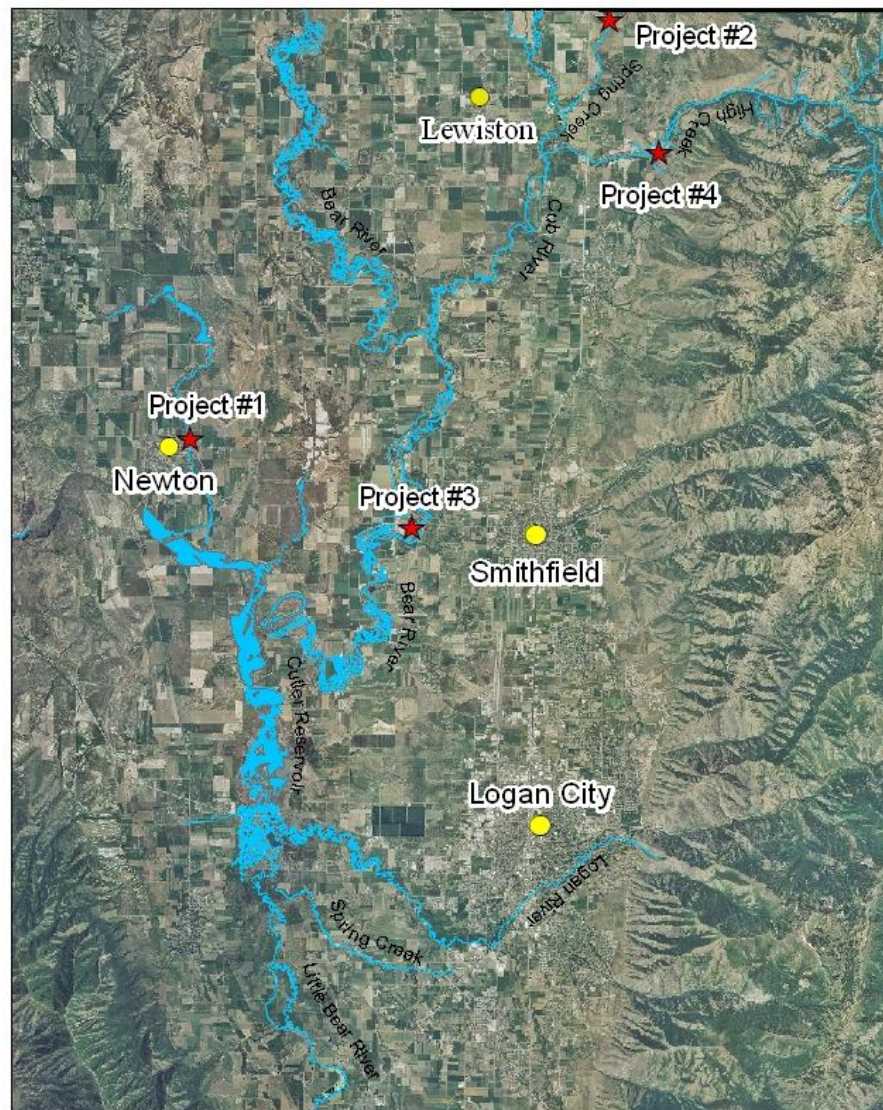 Project #2
Spring Creek
Lewiston
High Creek
Project #4
Cub River
Bear River
Project #1
Newton
Project #3
Smithfield
Bear River
Cutler Reservoir
Logan City
Logan River
Spring Creek
Little Bear River